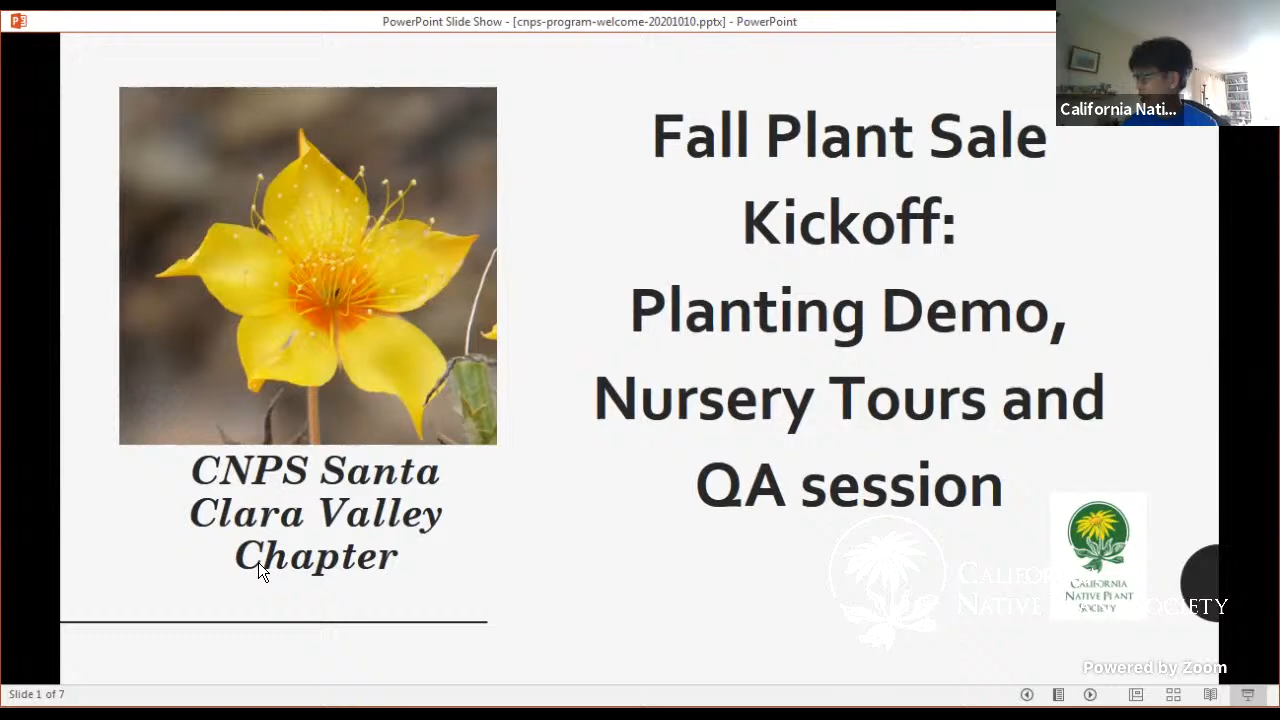 PowerPoint Slide Show - [cnps-program-welcome-20201010.pptx] - PowerPoint
California Nati...
Fall Plant Sale
Kickoff:
Planting Demo,
Nursery Tours and
QA session
CNPS Santa
Clara Valley
Chapter
CALIFORNIA
NATIVE PLANT
SOCIETY
NATIVE
SOCIETY
Powered by Zoom
Slide 1 of 7